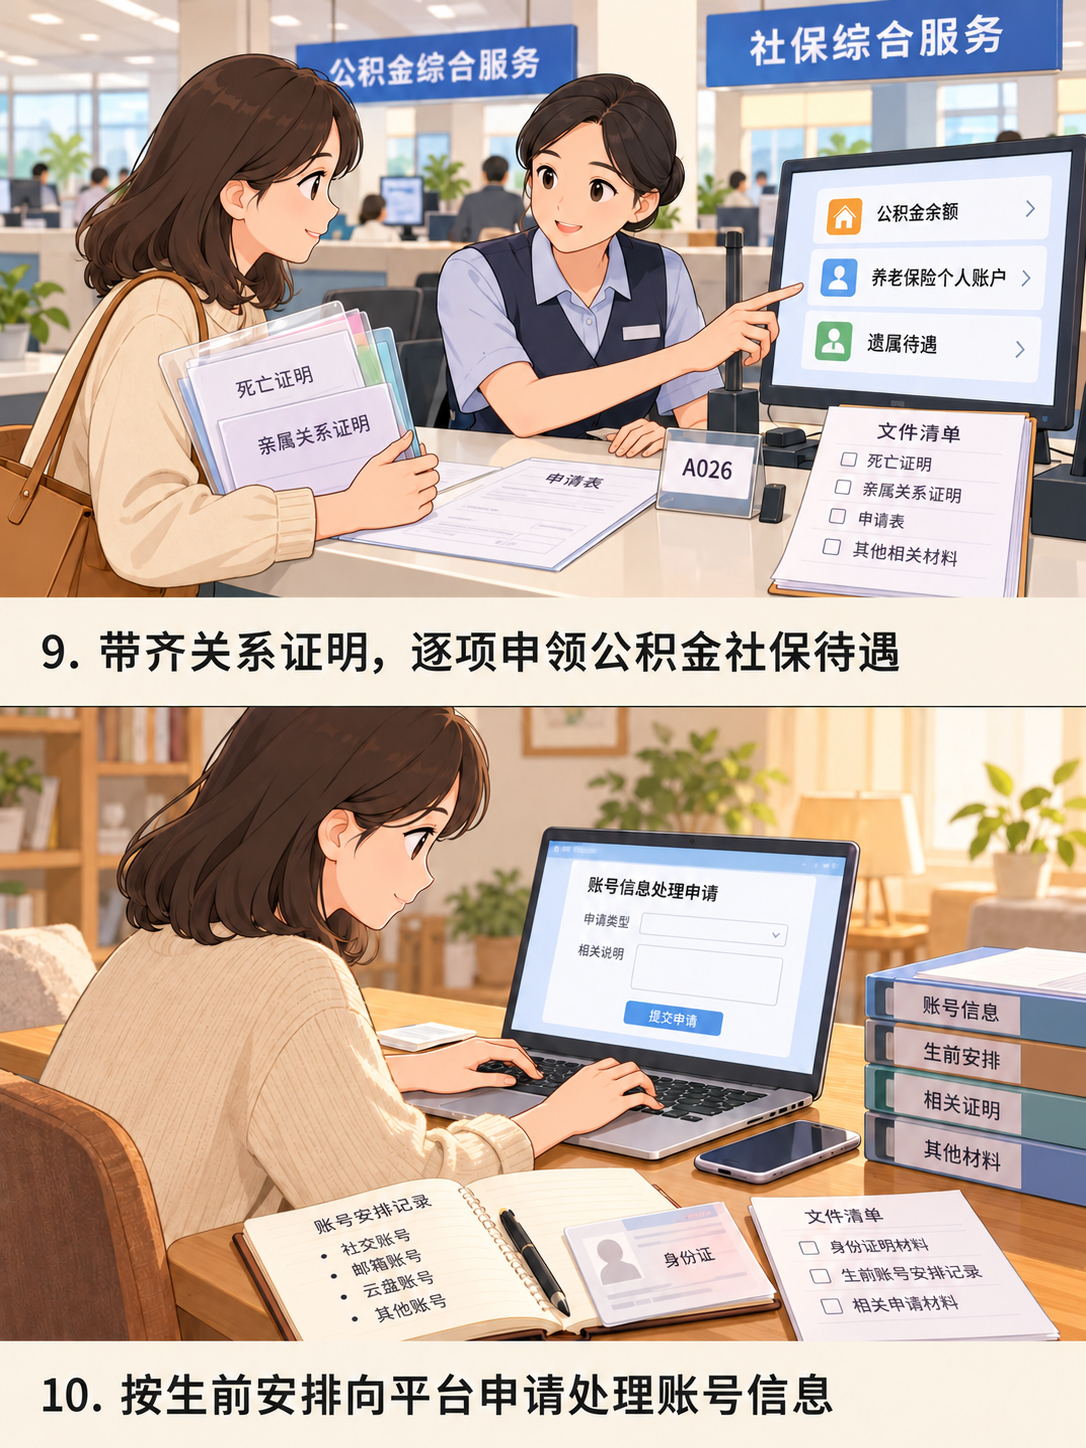 公积金综合服务
社保综合服务
公积金余额
养老保险个人账户
遗属待遇
死亡证明
亲属关系证明
申请表
A026
文件清单
死亡证明
亲属关系证明
申请表
其他相关材料
9. 带齐关系证明，逐项申领公积金社保待遇
账号信息处理申请
申请类型
相关说明
提交申请
账号信息
生前安排
相关证明
其他材料
账号安排记录
• 社交账号
• 邮箱账号
• 云盘账号
• 其他账号
身份证
文件清单
身份证明材料
生前账号安排记录
相关申请材料
10. 按生前安排向平台申请处理账号信息